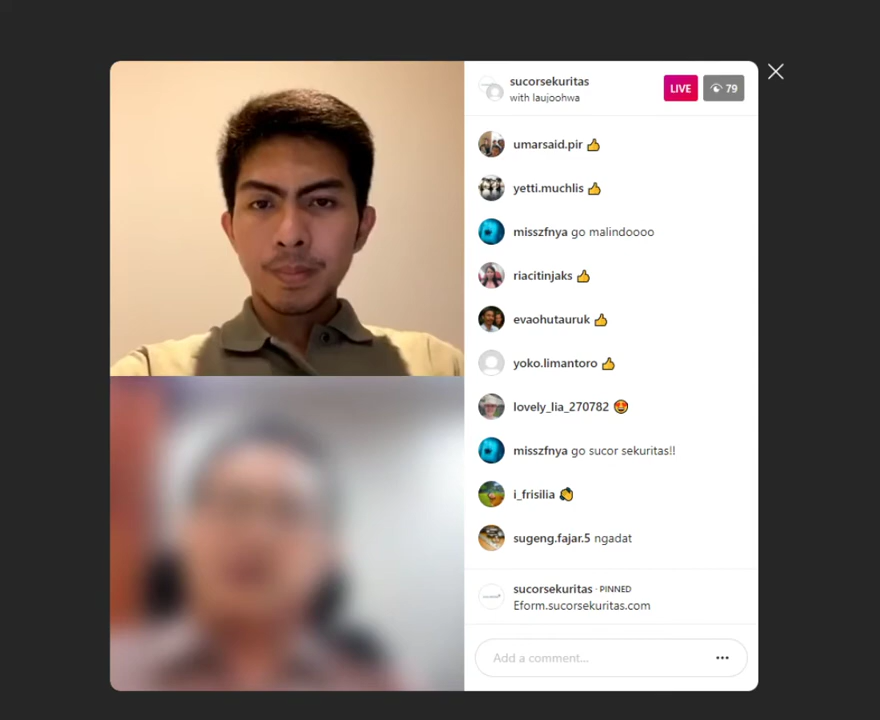 sucorsekuritas
with laujoohwa
LIVE
79
umarsaid.pir
yetti.muchlis
misszfnya go malindoooo
riacitinjaks
evaohutauruk
yoko.limantoro
lovely_lia_270782
misszfnya go sucor sekuritas!!
i_frisilia
sugeng.fajar.5 ngadat
sucorsekuritas · PINNED
Eform.sucorsekuritas.com
Add a comment...